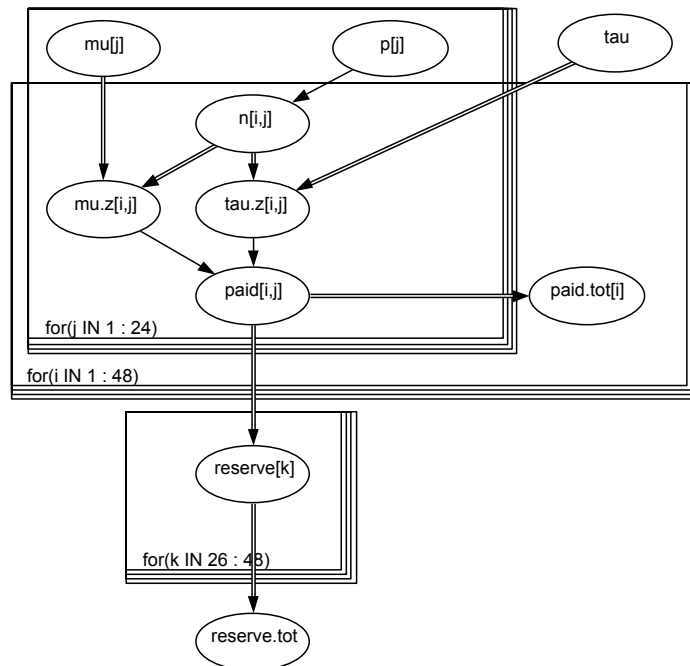 mu[j]
p[j]
tau
n[i,j]
mu.z[i,j]
tau.z[i,j]
paid[i,j]
paid.tot[i]
for(j IN 1 : 24)
for(i IN 1 : 48)
reserve[k]
for(k IN 26 : 48)
reserve.tot